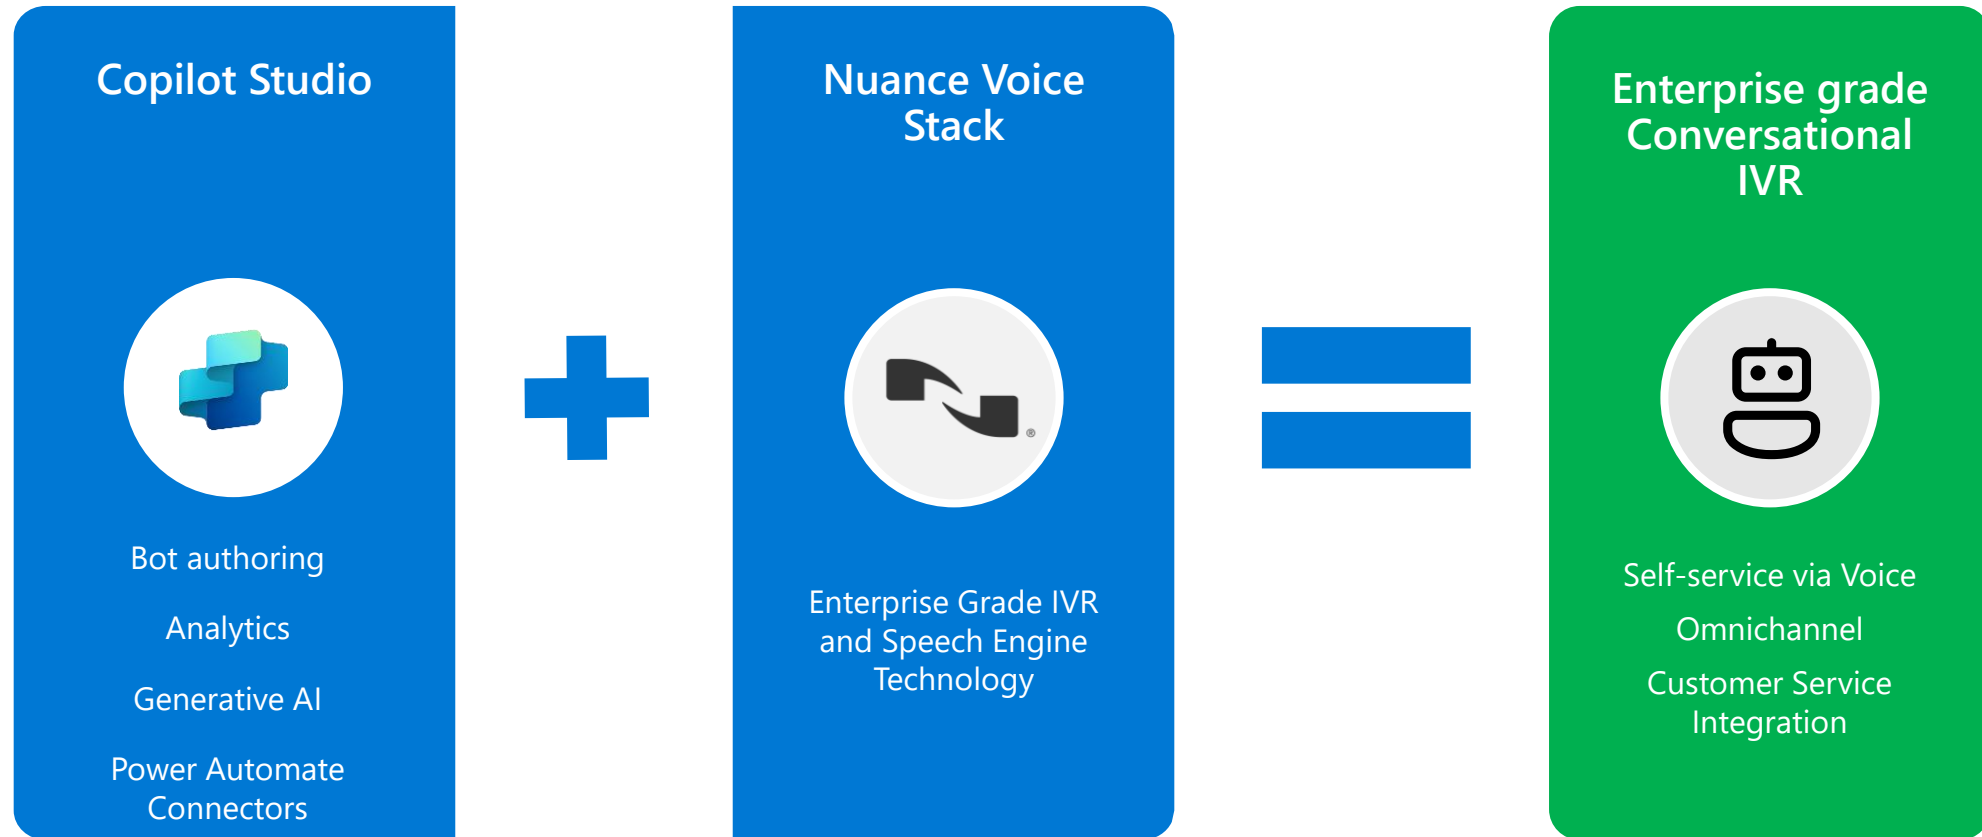 Copilot Studio
Bot authoring
Analytics
Generative AI
Power Automate
Connectors
Nuance Voice
Stack
®
Enterprise Grade IVR
and Speech Engine
Technology
Enterprise grade
Conversational
IVR
Self-service via Voice
Omnichannel
Customer Service
Integration